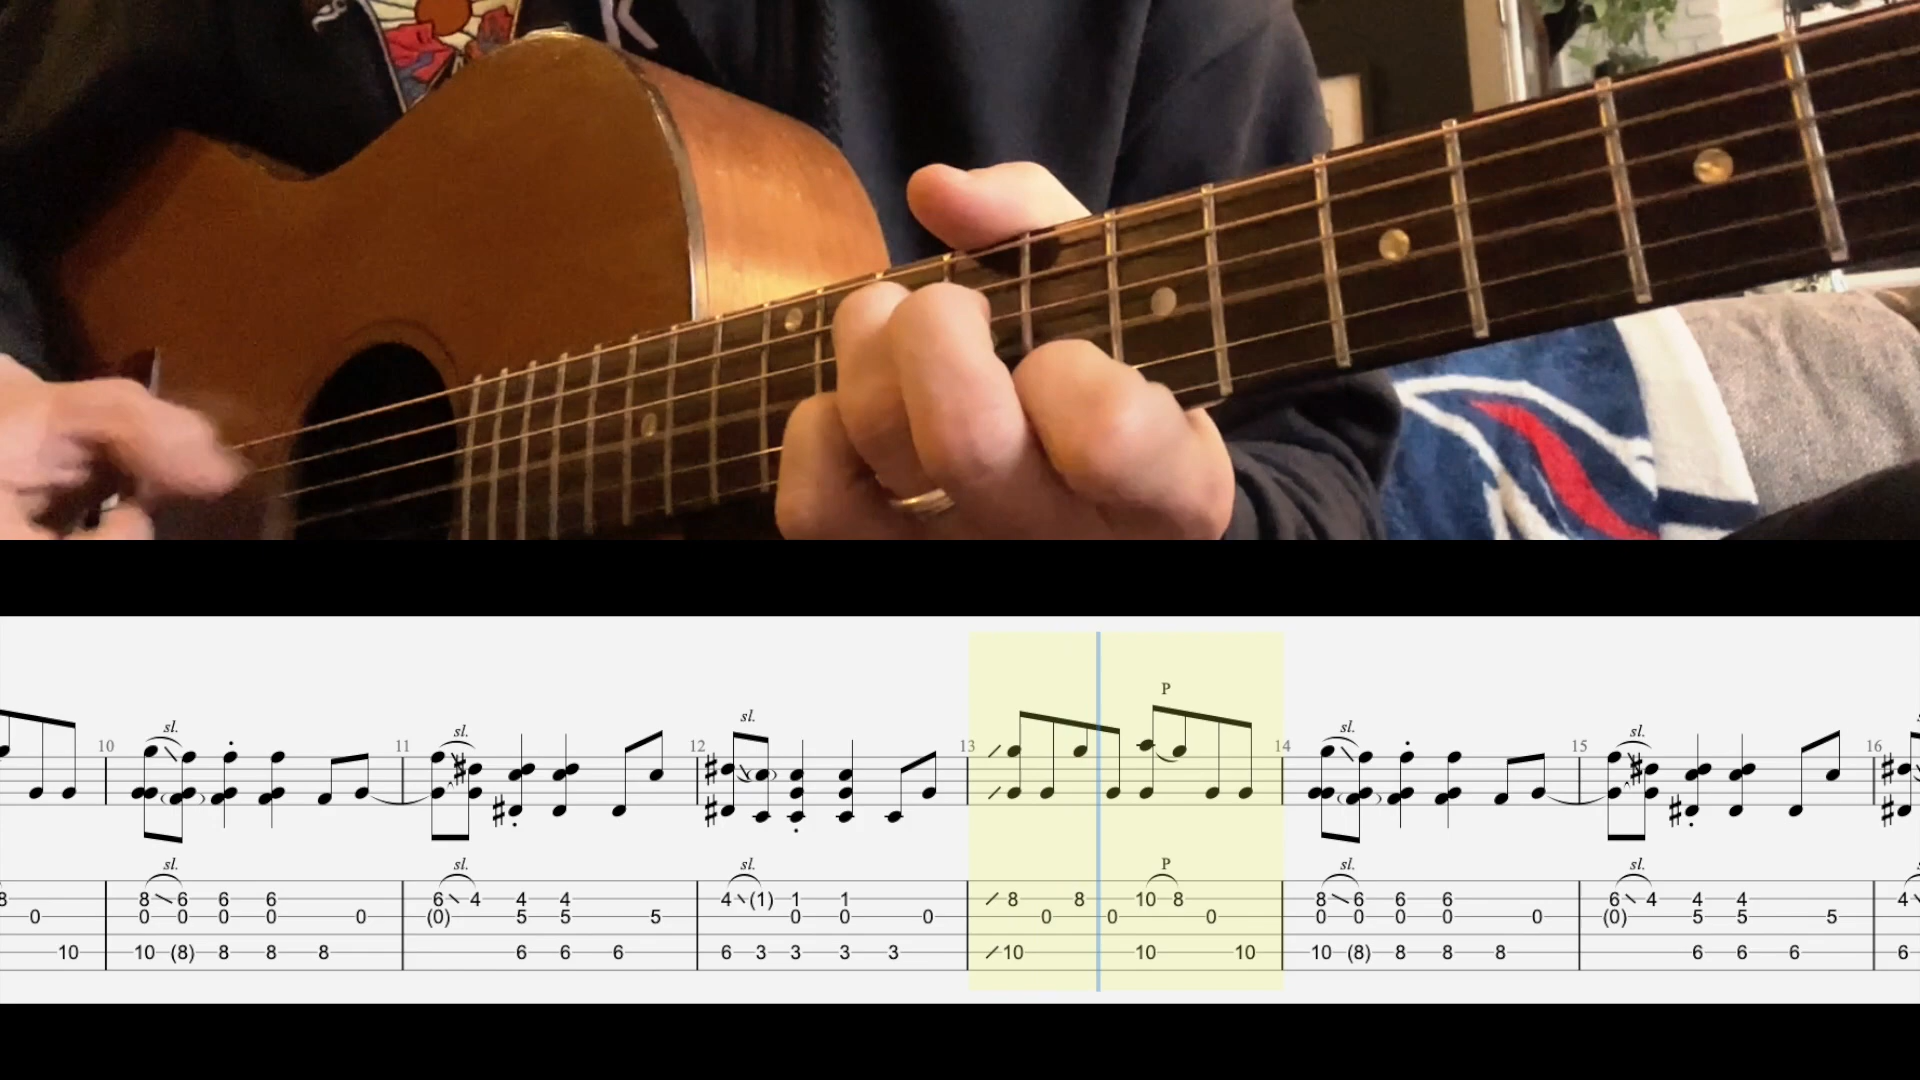 P
sl. sl. sl. sl. sl.
10 11 12 13 14 15 16
sl. sl. sl. P sl. sl.
8 8 6 6 6 6 4 4 4 4 (1) 1 1 8 8 10 8 8 6 6 6 6 4 4 4 4
0 0 0 0 0 0 (0) 5 5 5 0 0 0 0 0 0 0 0 0 0 0 (0) 5 5 5
10 10 (8) 8 8 8 6 6 6 6 3 3 3 3 10 10 10 10 (8) 8 8 8 6 6 6 6